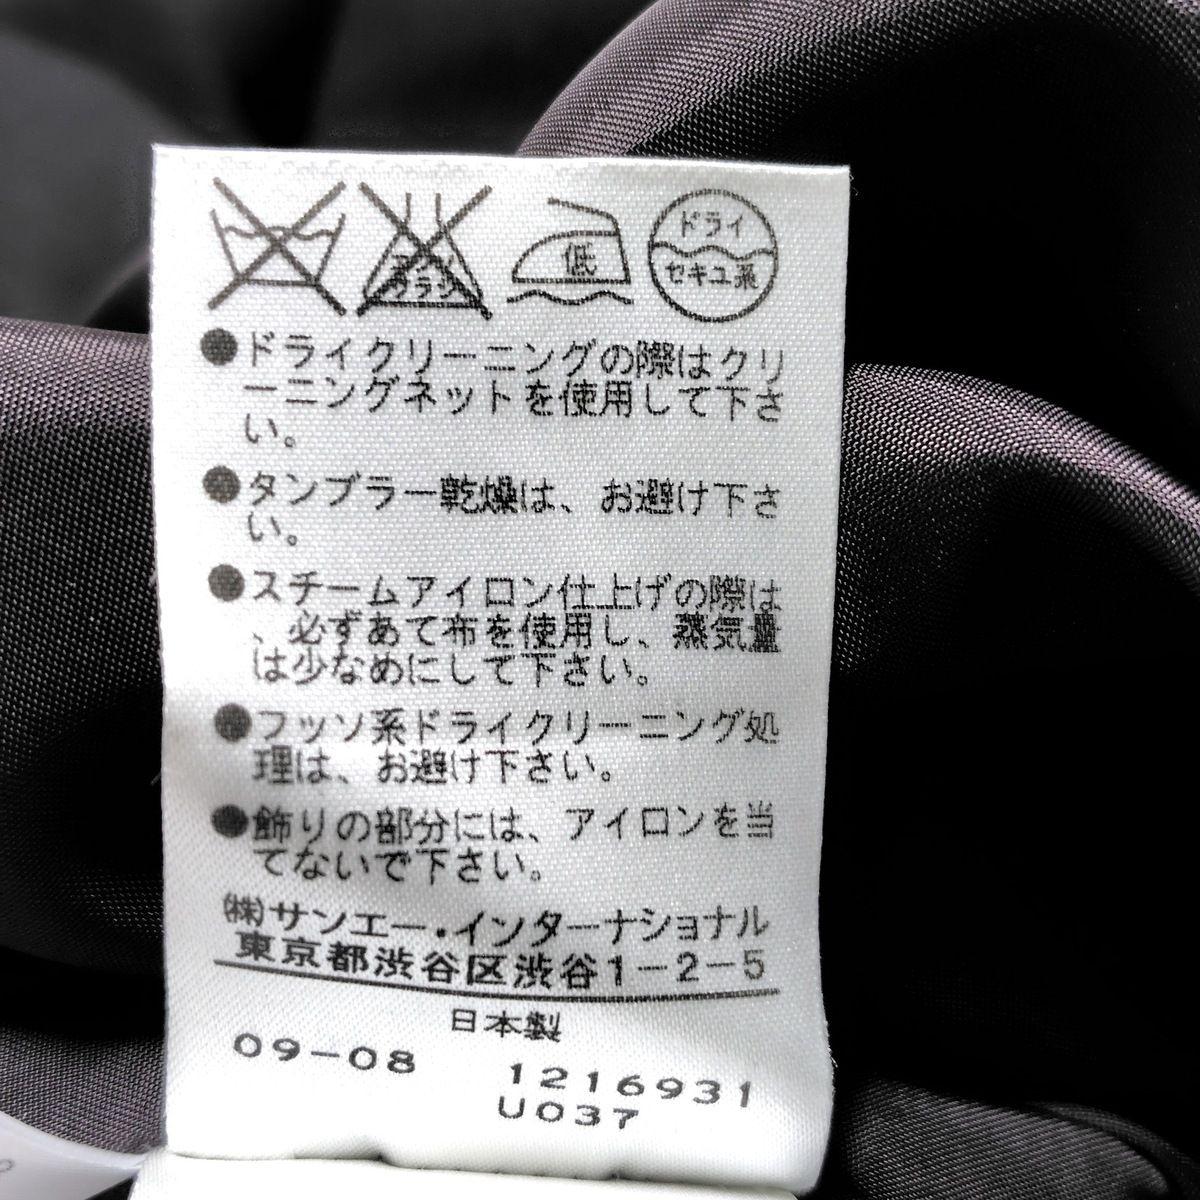 低
ドライ
セキユ系
●ドライクリーニングの際はクリ
ーニングネットを使用して下さ
い。
●タンブラー乾燥は、お避け下さ
い。
●スチームアイロン仕上げの際は
、必ずあて布を使用し、蒸気量
は少なめにして下さい。
●フッソ系ドライクリーニング処
理は、お避け下さい。
●飾りの部分には、アイロンを当
てないで下さい。
(株)サンエー・インターナショナル
東京都渋谷区渋谷1-2-5
日本製
09-08
1216931
U037